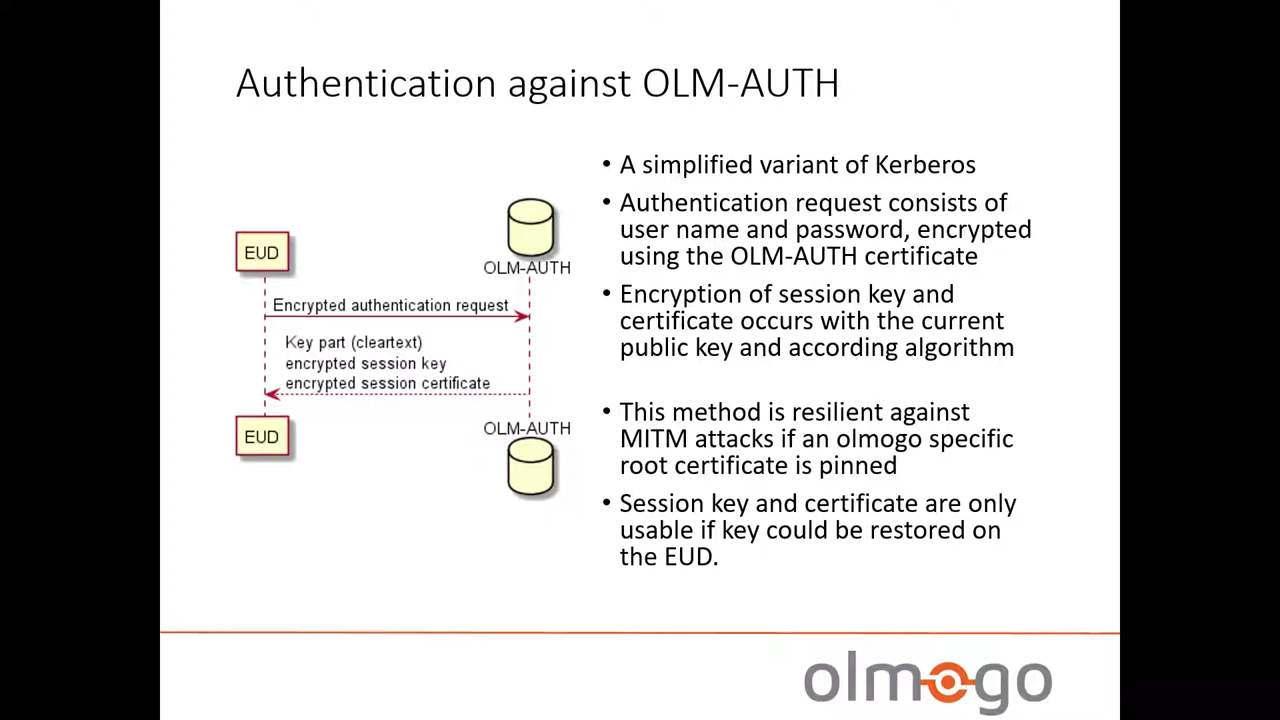 Authentication against OLM-AUTH
EUD
OLM-AUTH
Encrypted authentication request
Key part (cleartext)
encrypted session key
encrypted session certificate
EUD
OLM-AUTH
• A simplified variant of Kerberos
• Authentication request consists of
user name and password, encrypted
using the OLM-AUTH certificate
• Encryption of session key and
certificate occurs with the current
public key and according algorithm
• This method is resilient against
MITM attacks if an olmogo specific
root certificate is pinned
• Session key and certificate are only
usable if key could be restored on
the EUD.
olmogo